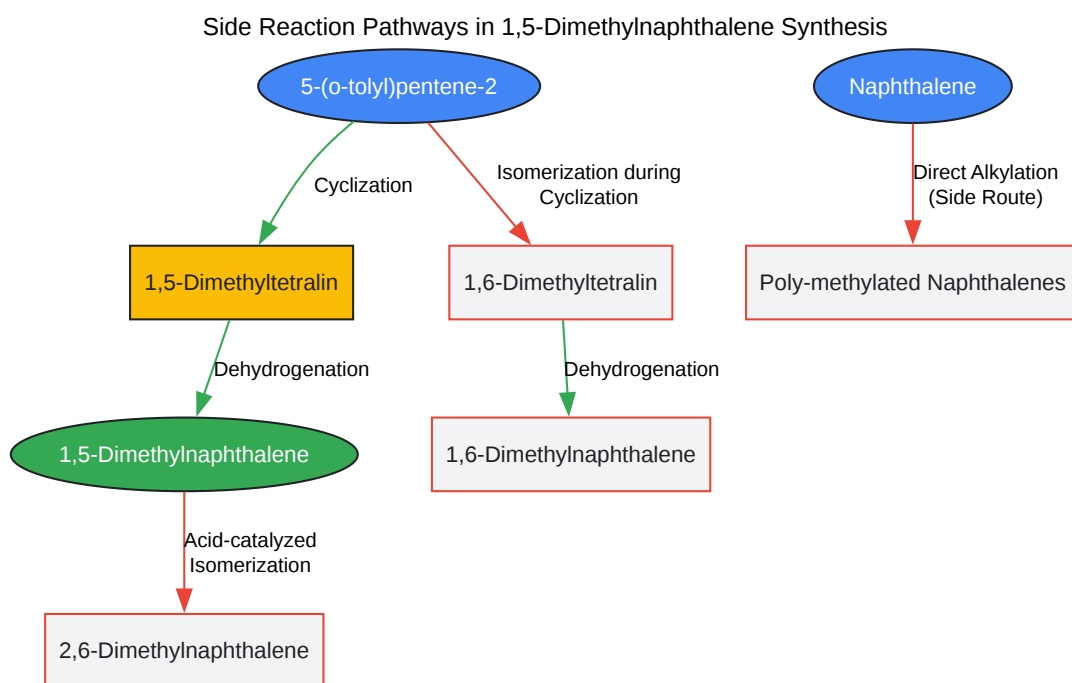 Side Reaction Pathways in 1,5-Dimethylnaphthalene Synthesis
5-(o-tolyl)pentene-2
Naphthalene
Cyclization
Isomerization during
Cyclization
Direct Alkylation
(Side Route)
1,5-Dimethyltetralin
1,6-Dimethyltetralin
Poly-methylated Naphthalenes
Dehydrogenation
Dehydrogenation
1,5-Dimethylnaphthalene
1,6-Dimethylnaphthalene
Acid-catalyzed
Isomerization
2,6-Dimethylnaphthalene